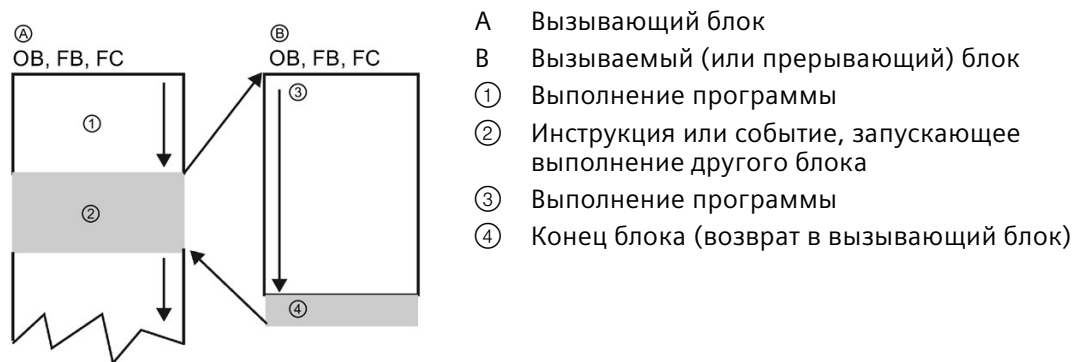 Ⓐ
OB, FB, FC
①
②
Ⓑ
OB, FB, FC
③
④
A Вызывающий блок
B Вызываемый (или прерывающий) блок
① Выполнение программы
② Инструкция или событие, запускающее
выполнение другого блока
③ Выполнение программы
④ Конец блока (возврат в вызывающий блок)